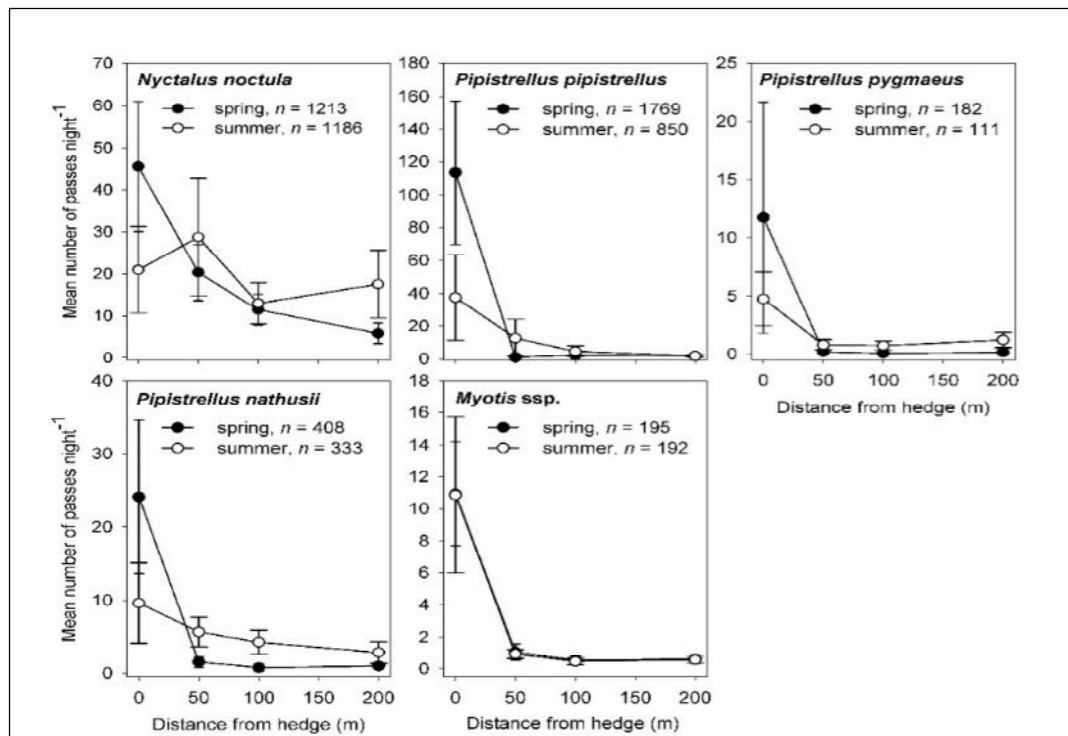 Nyctalus noctula
spring, n = 1213
summer, n = 1186
70
60
50
40
30
20
10
0
Mean number of passes night⁻¹
Pipistrellus pipistrellus
spring, n = 1769
summer, n = 850
180
160
140
120
100
80
60
40
20
0
Pipistrellus pygmaeus
spring, n = 182
summer, n = 111
25
20
15
10
5
0
0 50 100 150 200
Distance from hedge (m)
Pipistrellus nathusii
spring, n = 408
summer, n = 333
40
30
20
10
0
Mean number of passes night⁻¹
0 50 100 150 200
Distance from hedge (m)
Myotis ssp.
spring, n = 195
summer, n = 192
18
16
14
12
10
8
6
4
2
0
0 50 100 150 200
Distance from hedge (m)